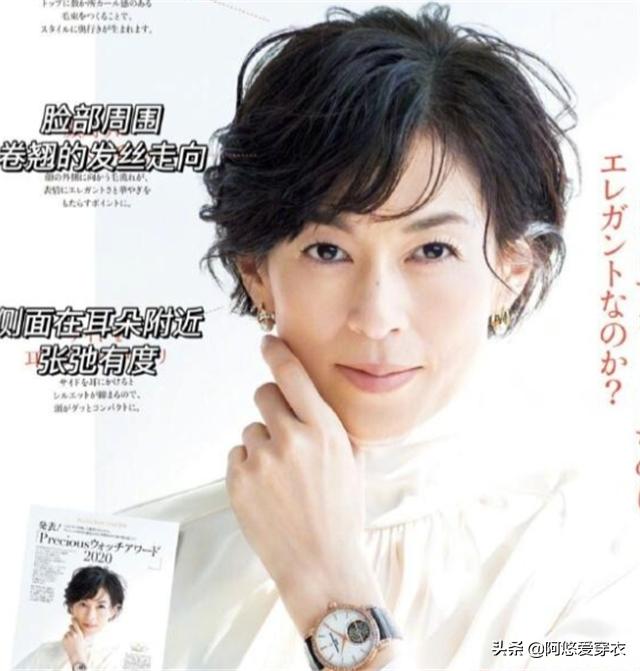 トップに数か所カール感のある
毛束をつくることで、
スタイルに奥行きが生まれます。
脸部周围
卷翘的发丝走向
顔の外側に向かう毛流れが、
表情にエレガントさと華やぎを
もたらすポイントに。
侧面在耳朵附近
张弛有度
サイドを耳にかけると
シルエットが締まるので、
頭がグッとコンパクトに。
エレガントなのか?
発表!
「Preciousウォッチアワード
2020」
头条 @阿悠爱穿衣